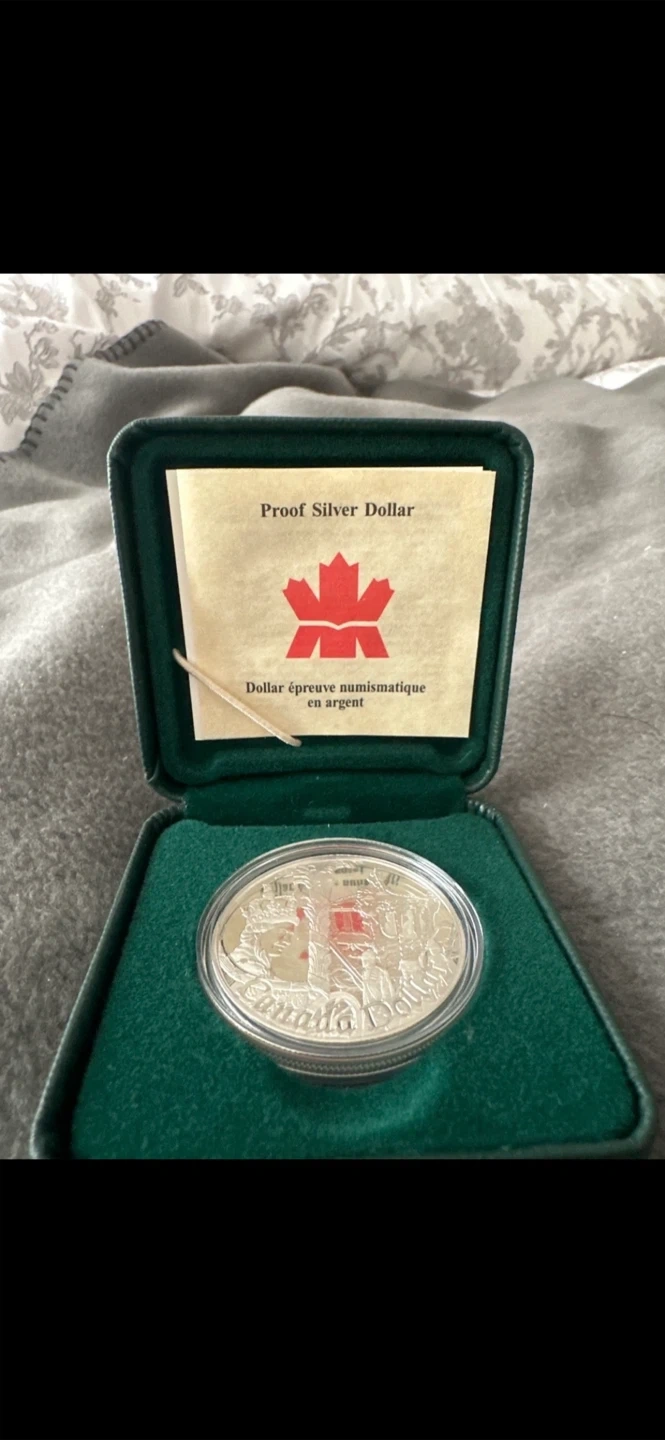 Proof Silver Dollar
Dollar épreuve numismatique
en argent
Canada Dollar